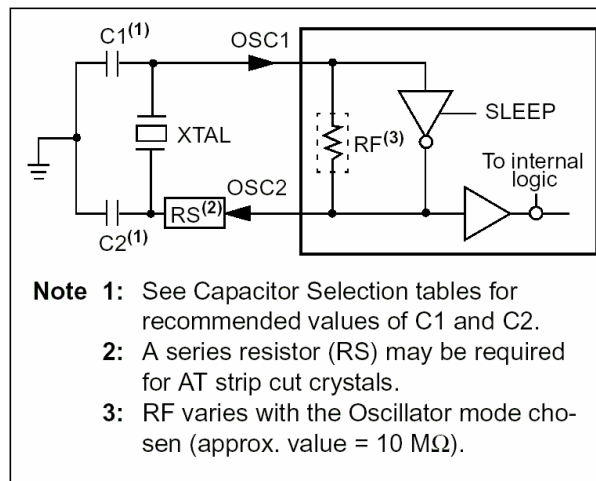 C1(1)
OSC1
XTAL
RF(3)
SLEEP
To internal
logic
OSC2
RS(2)
C2(1)
Note 1: See Capacitor Selection tables for
recommended values of C1 and C2.
2: A series resistor (RS) may be required
for AT strip cut crystals.
3: RF varies with the Oscillator mode cho-
sen (approx. value = 10 MΩ).